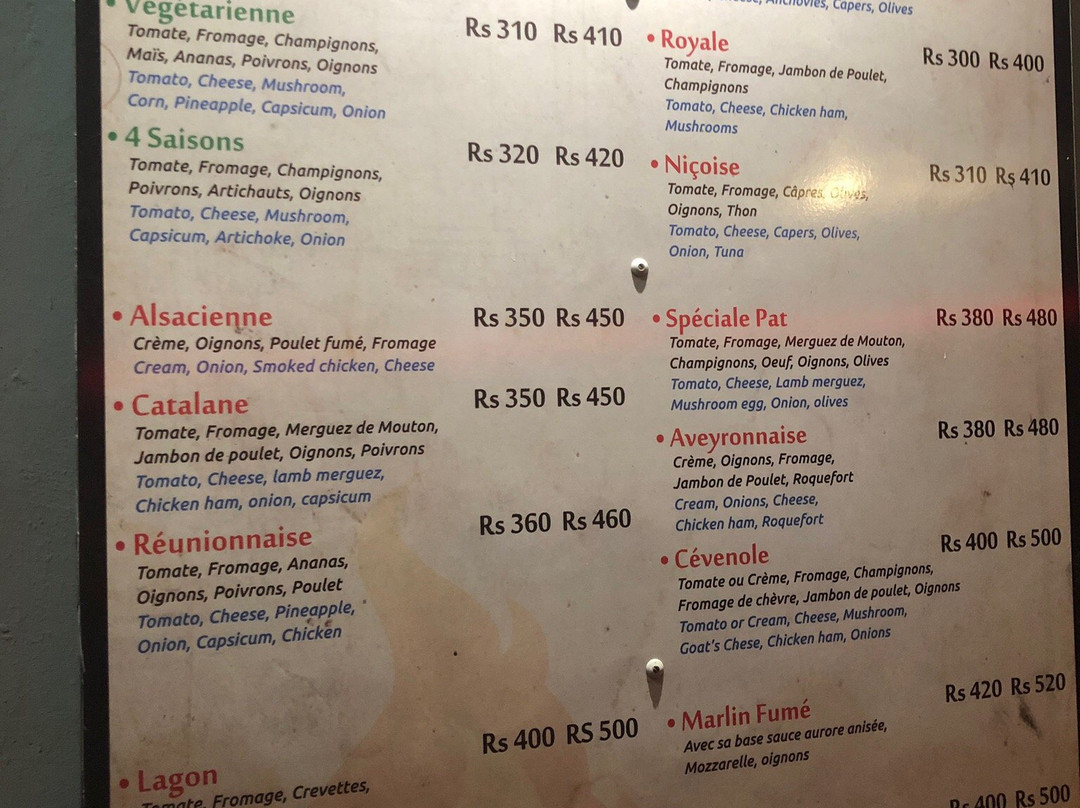 • Végétarienne Rs 310 Rs 410
Tomate, Fromage, Champignons,
Maïs, Ananas, Poivrons, Oignons
Tomato, Cheese, Mushroom,
Corn, Pineapple, Capsicum, Onion
• 4 Saisons Rs 320 Rs 420
Tomate, Fromage, Champignons,
Poivrons, Artichauts, Oignons
Tomato, Cheese, Mushroom,
Capsicum, Artichoke, Onion
• Alsacienne Rs 350 Rs 450
Crème, Oignons, Poulet fumé, Fromage
Cream, Onion, Smoked chicken, Cheese
• Catalane Rs 350 Rs 450
Tomate, Fromage, Merguez de Mouton,
Jambon de poulet, Oignons, Poivrons
Tomato, Cheese, lamb merguez,
Chicken ham, onion, capsicum
• Réunionnaise Rs 360 Rs 460
Tomate, Fromage, Ananas,
Oignons, Poivrons, Poulet
Tomato, Cheese, Pineapple,
Onion, Capsicum, Chicken
• Lagon Rs 400 RS 500
Tomate, Fromage, Crevettes,
Anchovies, Capers, Olives
• Royale Rs 300 Rs 400
Tomate, Fromage, Jambon de Poulet,
Champignons
Tomato, Cheese, Chicken ham,
Mushrooms
• Niçoise Rs 310 Rs 410
Tomate, Fromage, Câpres, Olives,
Oignons, Thon
Tomato, Cheese, Capers, Olives,
Onion, Tuna
• Spéciale Pat Rs 380 Rs 480
Tomate, Fromage, Merguez de Mouton,
Champignons, Oeuf, Oignons, Olives
Tomato, Cheese, Lamb merguez,
Mushroom egg, Onion, olives
• Aveyronnaise Rs 380 Rs 480
Crème, Oignons, Fromage,
Jambon de Poulet, Roquefort
Cream, Onions, Cheese,
Chicken ham, Roquefort
• Cévenole Rs 400 Rs 500
Tomate ou Crème, Fromage, Champignons,
Fromage de chèvre, Jambon de poulet, Oignons
Tomato or Cream, Cheese, Mushroom,
Goat's Chese, Chicken ham, Onions
• Marlin Fumé Rs 420 Rs 520
Avec sa base sauce aurore anisée,
Mozzarelle, oignons
Rs 400 Rs 500